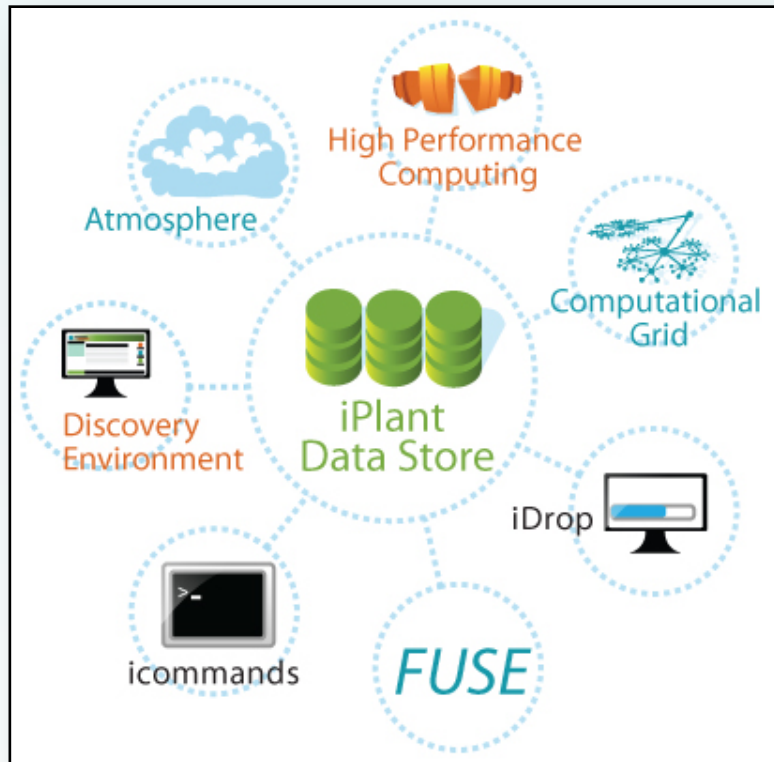 High Performance
Computing
Atmosphere
Computational
Grid
iPlant
Data Store
Discovery
Environment
iDrop
>_
icommands
FUSE